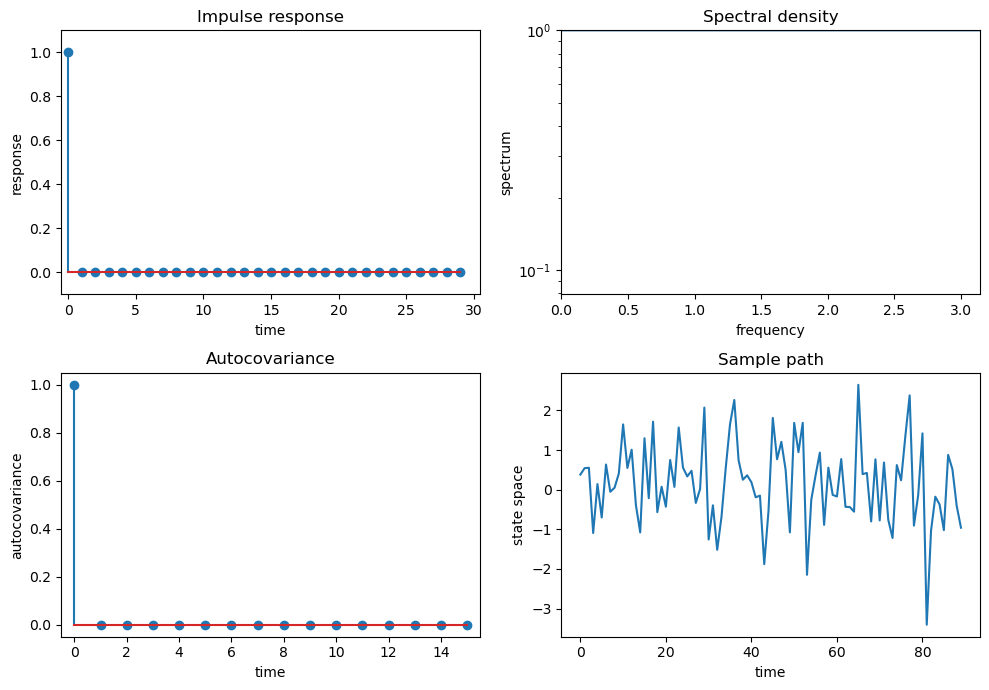 Impulse response
1.0
0.8
0.6
0.4
0.2
0.0
response
0 5 10 15 20 25 30
time
Spectral density
10⁰
10⁻¹
spectrum
0.0 0.5 1.0 1.5 2.0 2.5 3.0
frequency
Autocovariance
1.0
0.8
0.6
0.4
0.2
0.0
autocovariance
0 2 4 6 8 10 12 14
time
Sample path
2
1
0
−1
−2
−3
state space
0 20 40 60 80
time